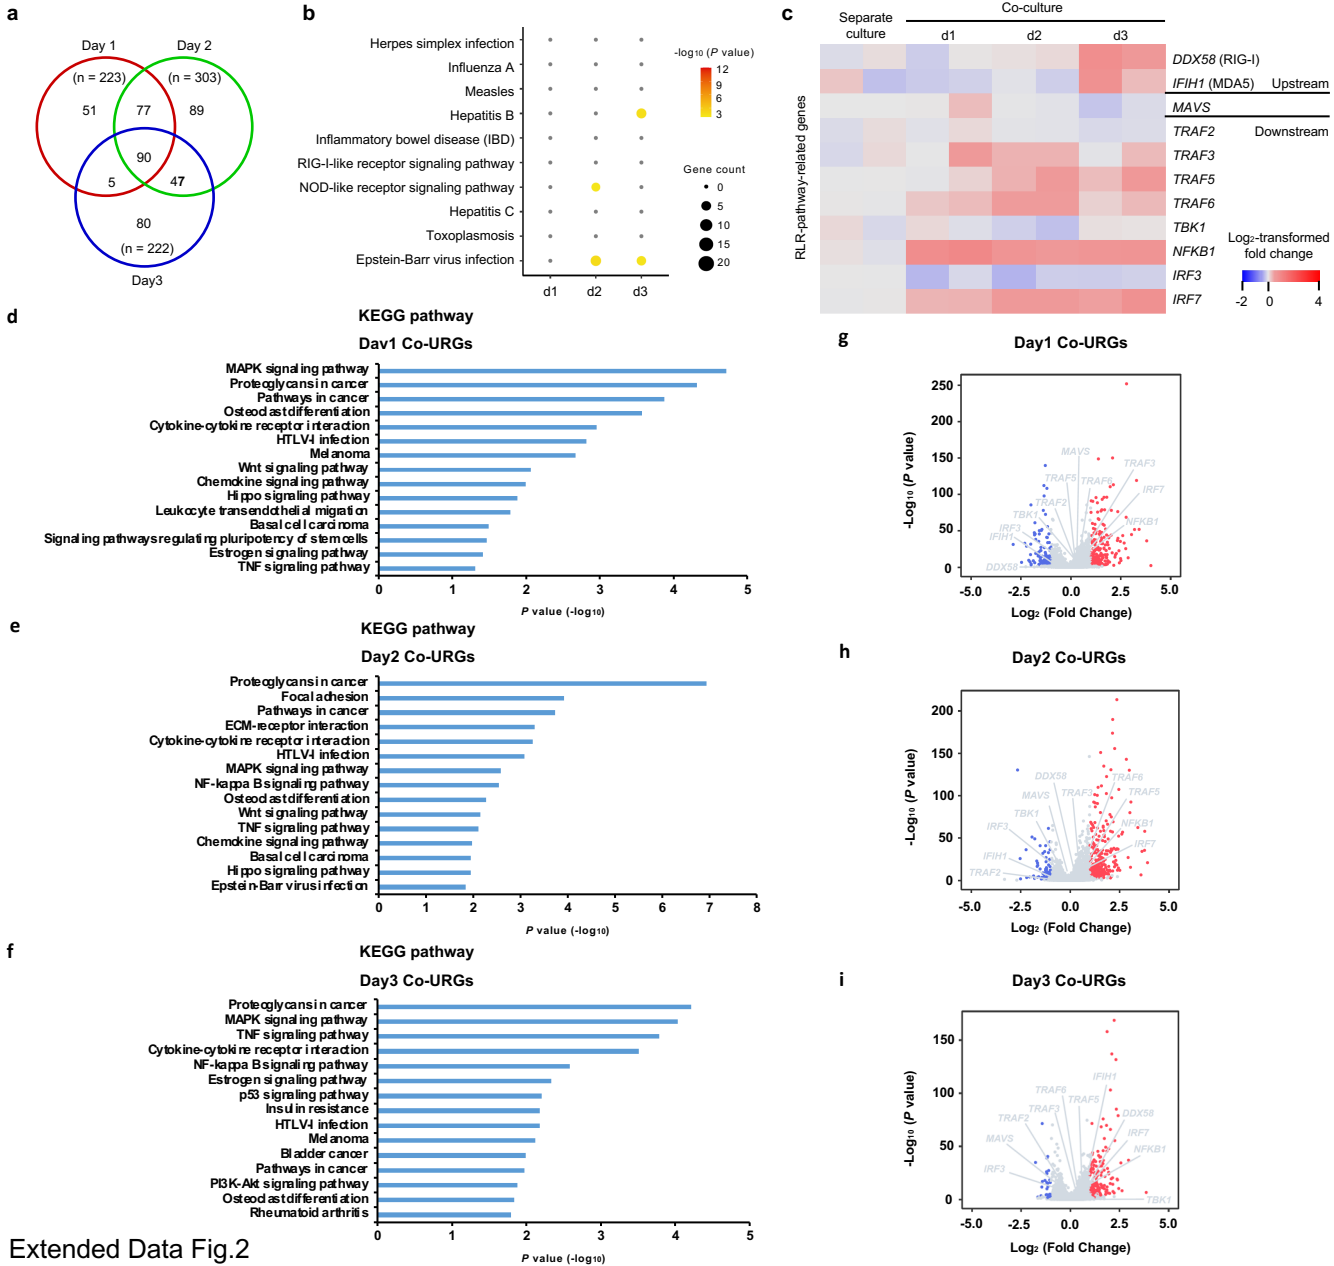 a
Day 1
Day 2
(n = 223)
(n = 303)
51
77
89
90
5
47
80
(n = 222)
Day3
b
Herpes simplex infection
Influenza A
Measles
Hepatitis B
Inflammatory bowel disease (IBD)
RIG-I-like receptor signaling pathway
NOD-like receptor signaling pathway
Hepatitis C
Toxoplasmosis
Epstein-Barr virus infection
d1
d2
d3
-log10 (P value)
12
9
6
3
Gene count
0
5
10
15
20
c
Separate
culture
Co-culture
d1
d2
d3
RLR-pathway-related genes
DDX58 (RIG-I)
IFIH1 (MDA5) Upstream
MAVS
TRAF2 Downstream
TRAF3
TRAF5
TRAF6
TBK1
NFKB1
IRF3
IRF7
Log2-transformed
fold change
-2 0 4
d
KEGG pathway
Day1 Co-URGs
MAPK signaling pathway
Proteoglycans in cancer
Pathways in cancer
Osteoclast differentiation
Cytokine-cytokine receptor interaction
HTLV-I infection
Melanoma
Wnt signaling pathway
Chemokine signaling pathway
Hippo signaling pathway
Leukocyte transendothelial migration
Basal cell carcinoma
Signaling pathways regulating pluripotency of stem cells
Estrogen signaling pathway
TNF signaling pathway
0 1 2 3 4 5
P value (-log10)
e
KEGG pathway
Day2 Co-URGs
Proteoglycans in cancer
Focal adhesion
Pathways in cancer
ECM-receptor interaction
Cytokine-cytokine receptor interaction
HTLV-I infection
MAPK signaling pathway
NF-kappa B signaling pathway
Osteoclast differentiation
Wnt signaling pathway
TNF signaling pathway
Chemokine signaling pathway
Basal cell carcinoma
Hippo signaling pathway
Epstein-Barr virus infection
0 1 2 3 4 5 6 7 8
P value (-log10)
f
KEGG pathway
Day3 Co-URGs
Proteoglycans in cancer
MAPK signaling pathway
TNF signaling pathway
Cytokine-cytokine receptor interaction
NF-kappa B signaling pathway
Estrogen signaling pathway
p53 signaling pathway
Insulin resistance
HTLV-I infection
Melanoma
Bladder cancer
Pathways in cancer
PI3K-Akt signaling pathway
Osteoclast differentiation
Rheumatoid arthritis
0 1 2 3 4 5
P value (-log10)
g
Day1 Co-URGs
-Log10 (P value)
250
200
150
100
50
0
MAVS
TRAF3
TRAF5
TRAF6
IRF7
TRAF2
TBK1
NFKB1
IRF3
IFIH1
DDX58
-5.0 -2.5 0.0 2.5 5.0
Log2 (Fold Change)
h
Day2 Co-URGs
-Log10 (P value)
200
150
100
50
0
DDX58
TRAF6
MAVS
TRAF3
TRAF5
TBK1
IRF3
NFKB1
IRF7
IFIH1
TRAF2
-5.0 -2.5 0.0 2.5 5.0
Log2 (Fold Change)
i
Day3 Co-URGs
-Log10 (P value)
150
100
50
0
IFIH1
TRAF6
TRAF5
TRAF3
TRAF2
DDX58
MAVS
IRF7
NFKB1
IRF3
TBK1
-5.0 -2.5 0.0 2.5 5.0
Log2 (Fold Change)
Extended Data Fig.2